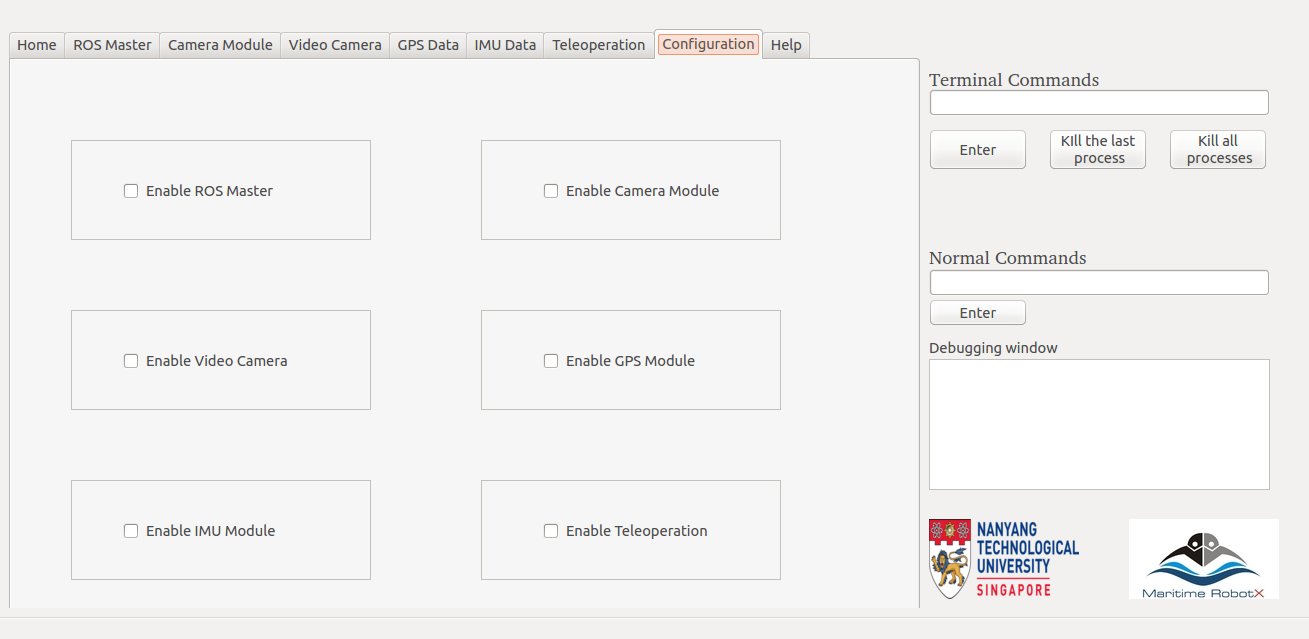 Home ROS Master Camera Module Video Camera GPS Data IMU Data Teleoperation Configuration Help
Enable ROS Master
Enable Camera Module
Enable Video Camera
Enable GPS Module
Enable IMU Module
Enable Teleoperation
Terminal Commands
Enter
KIll the last
process
Kill all
processes
Normal Commands
Enter
Debugging window
NANYANG
TECHNOLOGICAL
UNIVERSITY
SINGAPORE
Maritime RobotX